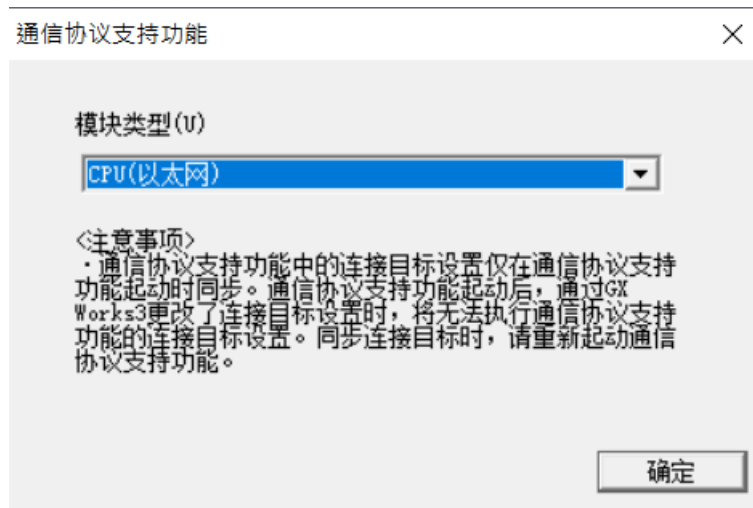 通信协议支持功能
模块类型(U)
CPU(以太网)
<注意事项>
·通信协议支持功能中的连接目标设置仅在通信协议支持
功能起动时同步。通信协议支持功能起动后，通过GX
Works3更改了连接目标设置时，将无法执行通信协议支持
功能的连接目标设置。同步连接目标时，请重新起动通信
协议支持功能。
确定